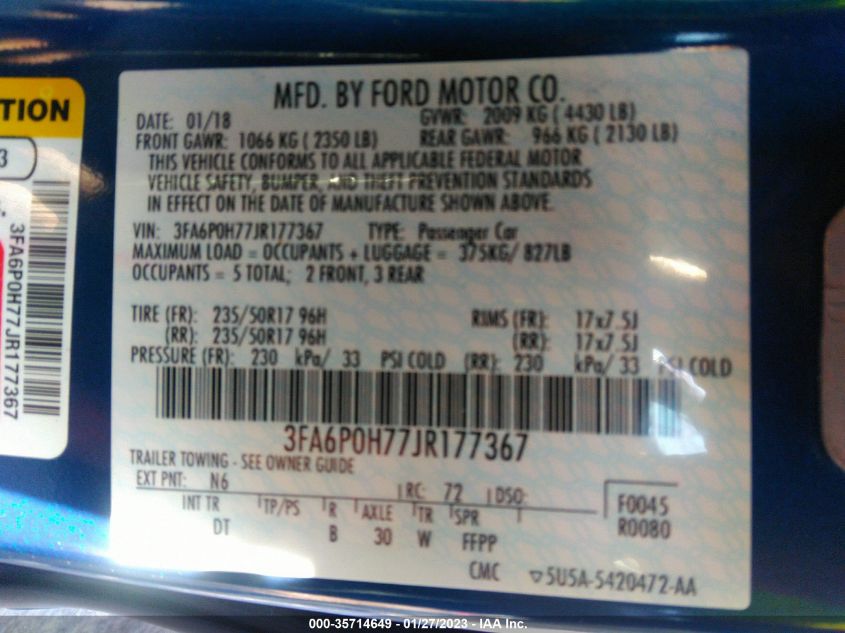 TION
3
3FA6P0H77JR177367
MFD. BY FORD MOTOR CO.
DATE: 01/18 GVWR: 2009 KG ( 4430 LB)
FRONT GAWR: 1066 KG ( 2350 LB) REAR GAWR: 966 KG ( 2130 LB)
THIS VEHICLE CONFORMS TO ALL APPLICABLE FEDERAL MOTOR
VEHICLE SAFETY, BUMPER, AND THEFT PREVENTION STANDARDS
IN EFFECT ON THE DATE OF MANUFACTURE SHOWN ABOVE.
VIN: 3FA6P0H77JR177367 TYPE: Passenger Car
MAXIMUM LOAD = OCCUPANTS + LUGGAGE = 375KG/ 827LB
OCCUPANTS = 5 TOTAL; 2 FRONT, 3 REAR
TIRE (FR): 235/50R17 96H RIMS (FR): 17x7.5J
(RR): 235/50R17 96H (RR): 17x7.5J
PRESSURE (FR): 230 kPa/ 33 PSI COLD (RR): 230 kPa/ 33 PSI COLD
3FA6P0H77JR177367
TRAILER TOWING - SEE OWNER GUIDE
EXT PNT: N6 RC: 72 DSO:
INT TR TP/PS R AXLE TR SPR
DT B 30 W FFPP
F0045
R0080
CMC ▽5U5A-5420472-AA
000-35714649 - 01/27/2023 - IAA Inc.